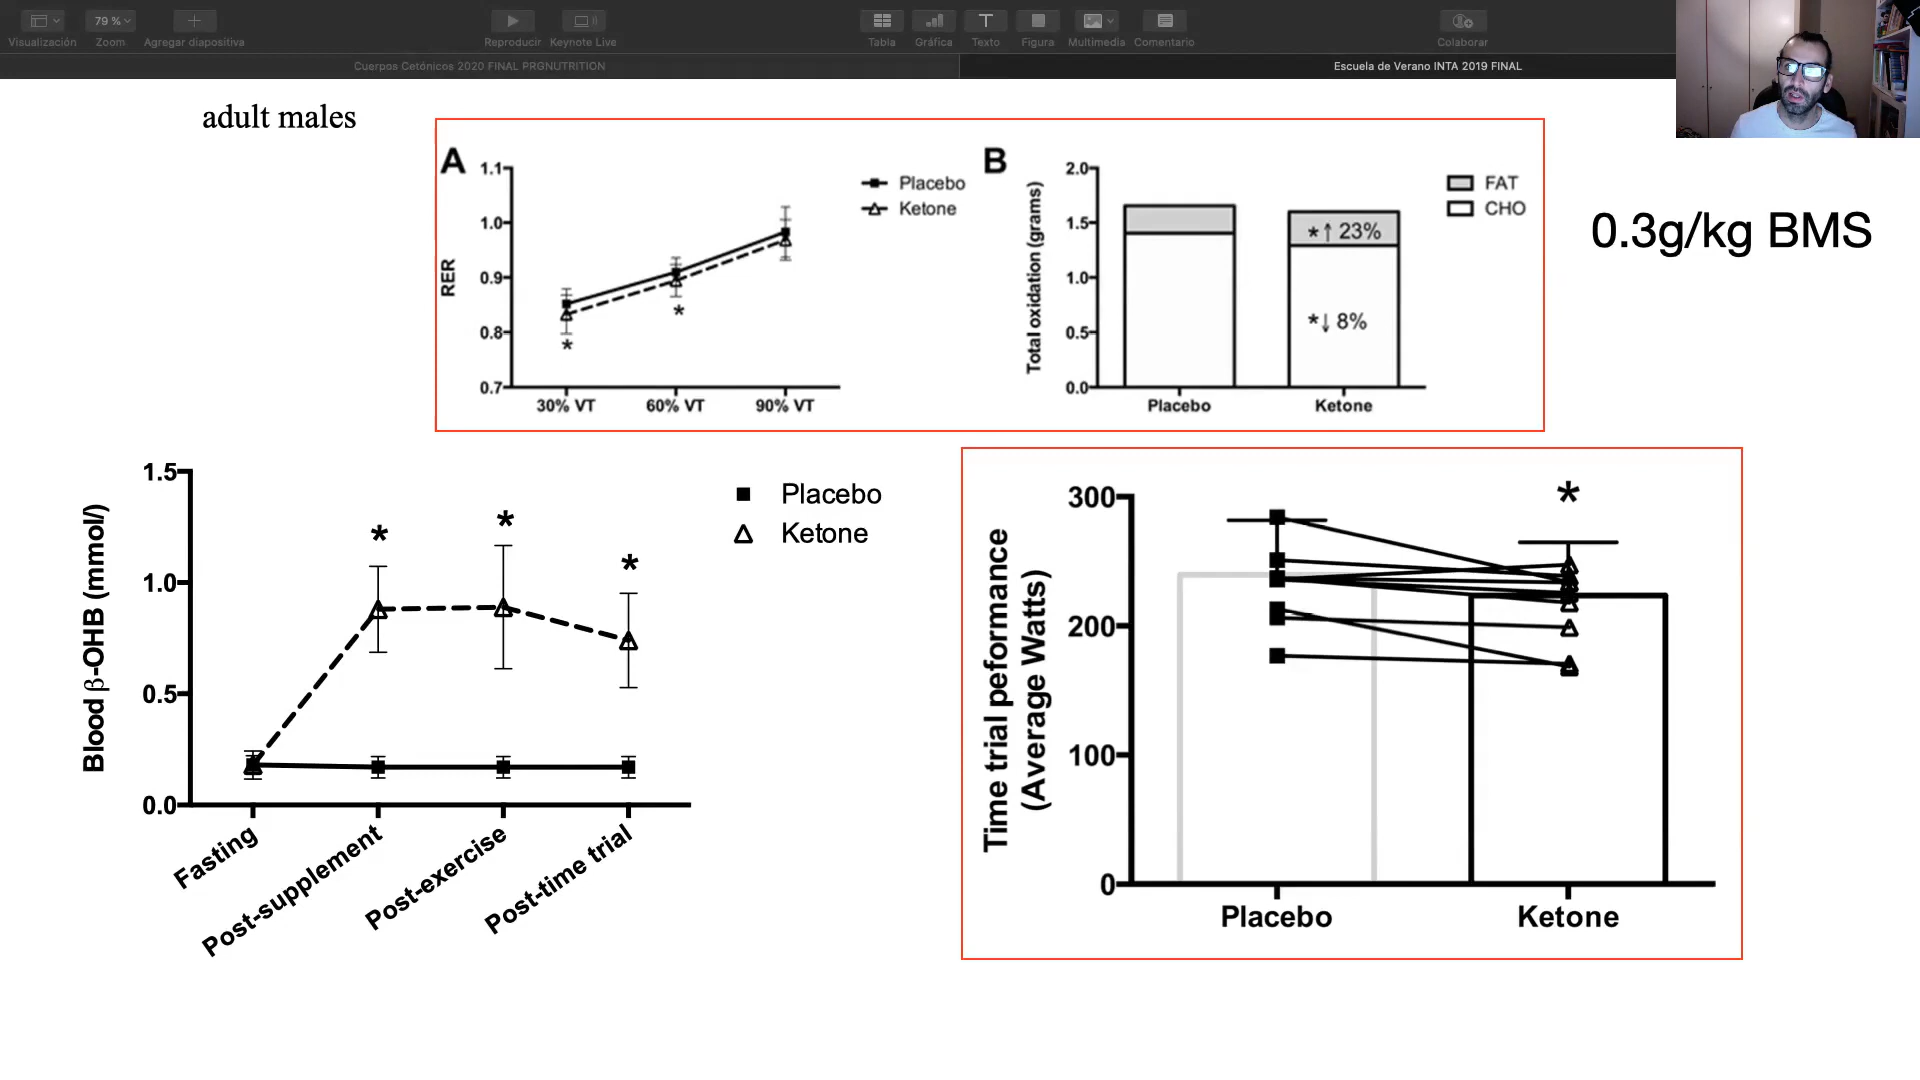 79 %
Visualización Zoom Agregar diapositiva Reproducir Keynote Live Tabla Gráfica Texto Figura Multimedia Comentario Colaborar
Cuerpos Cetónicos 2020 FINAL PRGNUTRITION Escuela de Verano INTA 2019 FINAL
adult males
A
1.1
1.0
0.9
0.8
0.7
RER
Placebo
Ketone
*
*
30% VT 60% VT 90% VT
B
2.0
1.5
1.0
0.5
0.0
Total oxidation (grams)
FAT
CHO
*↑ 23%
*↓ 8%
Placebo Ketone
0.3g/kg BMS
1.5
1.0
0.5
0.0
Blood β-OHB (mmol/)
Placebo
Ketone
* * *
Fasting
Post-supplement
Post-exercise
Post-time trial
300
200
100
0
Time trial peformance
(Average Watts)
*
Placebo Ketone